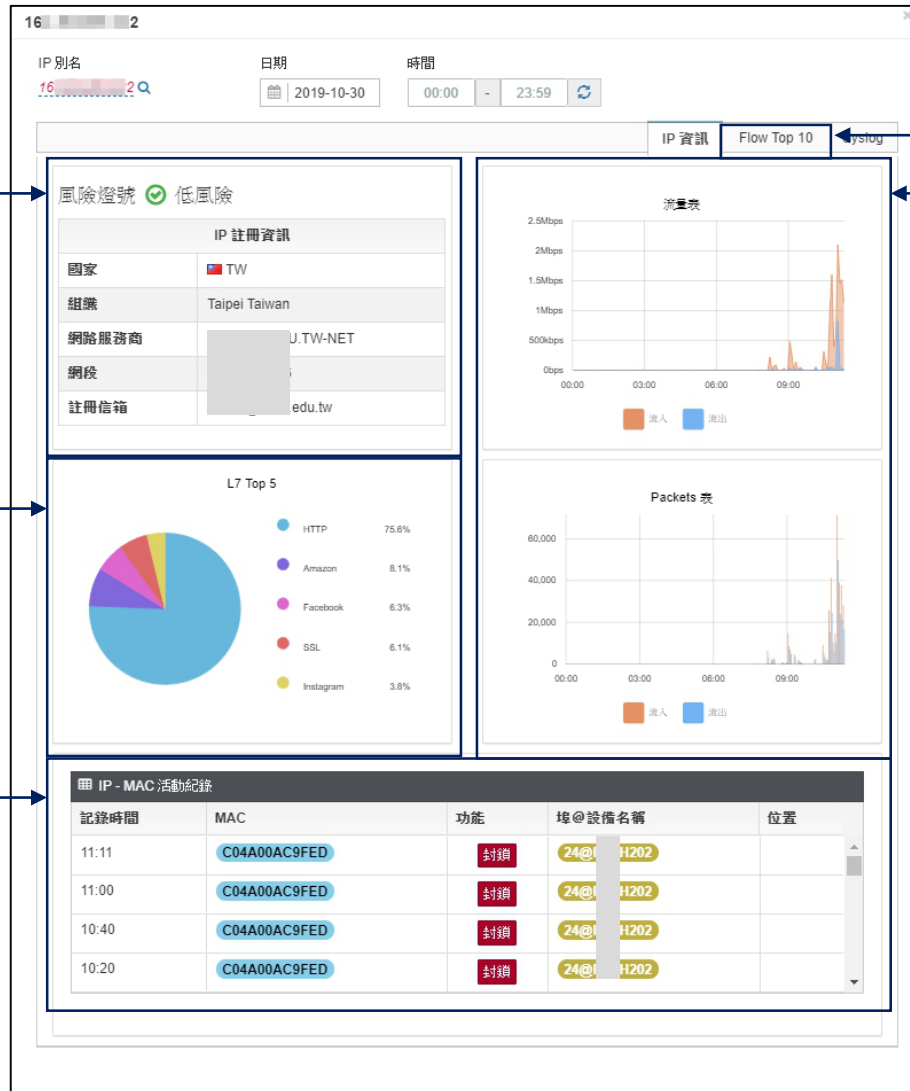 16 2
IP 別名 日期 時間
16 2 2019-10-30 00:00 - 23:59
IP 資訊 Flow Top 10 Syslog
風險燈號 低風險
IP 註冊資訊
國家 TW
組織 Taipei Taiwan
網路服務商 U.TW-NET
網段
註冊信箱 .edu.tw
流量表
2.5Mbps
2Mbps
1.5Mbps
1Mbps
500kbps
0bps
00:00 03:00 06:00 09:00
流入 流出
L7 Top 5
HTTP 75.6%
Amazon 8.1%
Facebook 6.3%
SSL 6.1%
Instagram 3.8%
Packets 表
60,000
40,000
20,000
0
00:00 03:00 06:00 09:00
流入 流出
IP - MAC 活動紀錄
記錄時間 MAC 功能 埠@設備名稱 位置
11:11 C04A00AC9FED 封鎖 24@ H202
11:00 C04A00AC9FED 封鎖 24@ H202
10:40 C04A00AC9FED 封鎖 24@ H202
10:20 C04A00AC9FED 封鎖 24@ H202